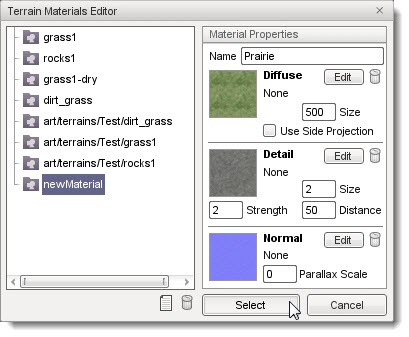 Terrain Materials Editor
grass1
rocks1
grass1-dry
dirt_grass
art/terrains/Test/dirt_grass
art/terrains/Test/grass1
art/terrains/Test/rocks1
newMaterial
Material Properties
Name Prairie
Diffuse Edit
None
500 Size
Use Side Projection
Detail Edit
None
2 Size
2 Strength 50 Distance
Normal Edit
None
0 Parallax Scale
Select Cancel